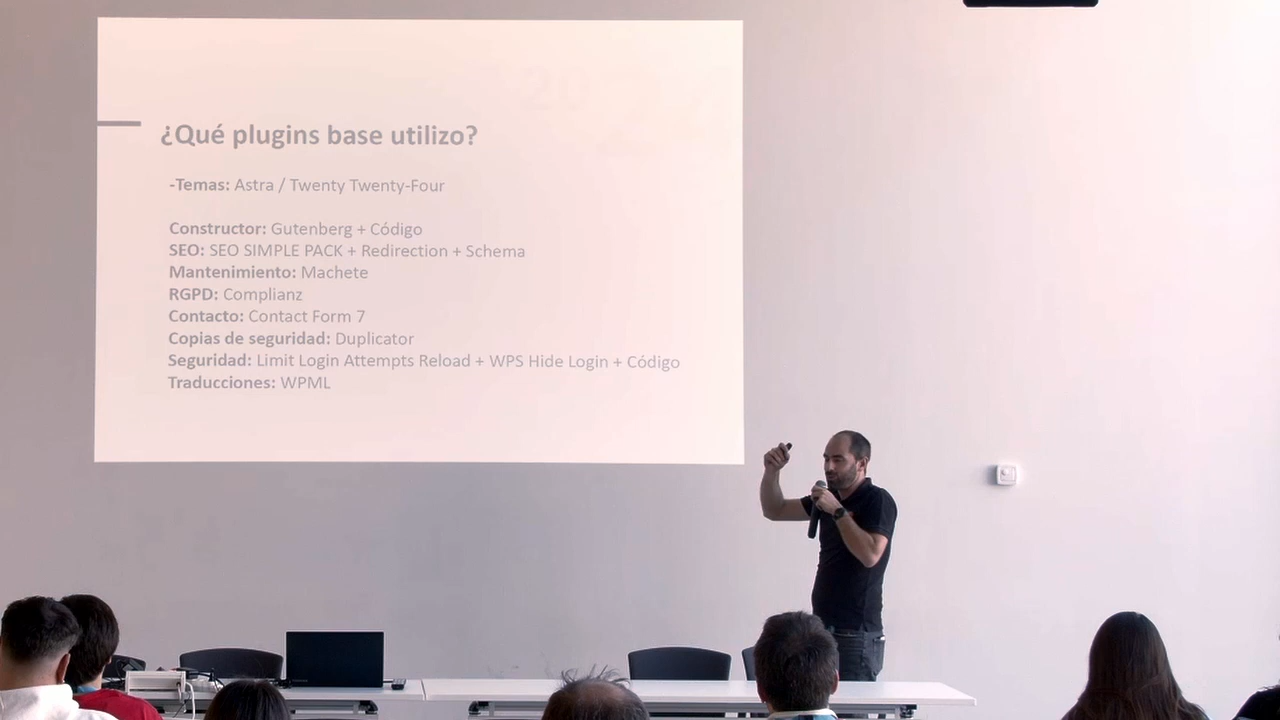 ¿Qué plugins base utilizo?
-Temas: Astra / Twenty Twenty-Four
Constructor: Gutenberg + Código
SEO: SEO SIMPLE PACK + Redirection + Schema
Mantenimiento: Machete
RGPD: Complianz
Contacto: Contact Form 7
Copias de seguridad: Duplicator
Seguridad: Limit Login Attempts Reload + WPS Hide Login + Código
Traducciones: WPML